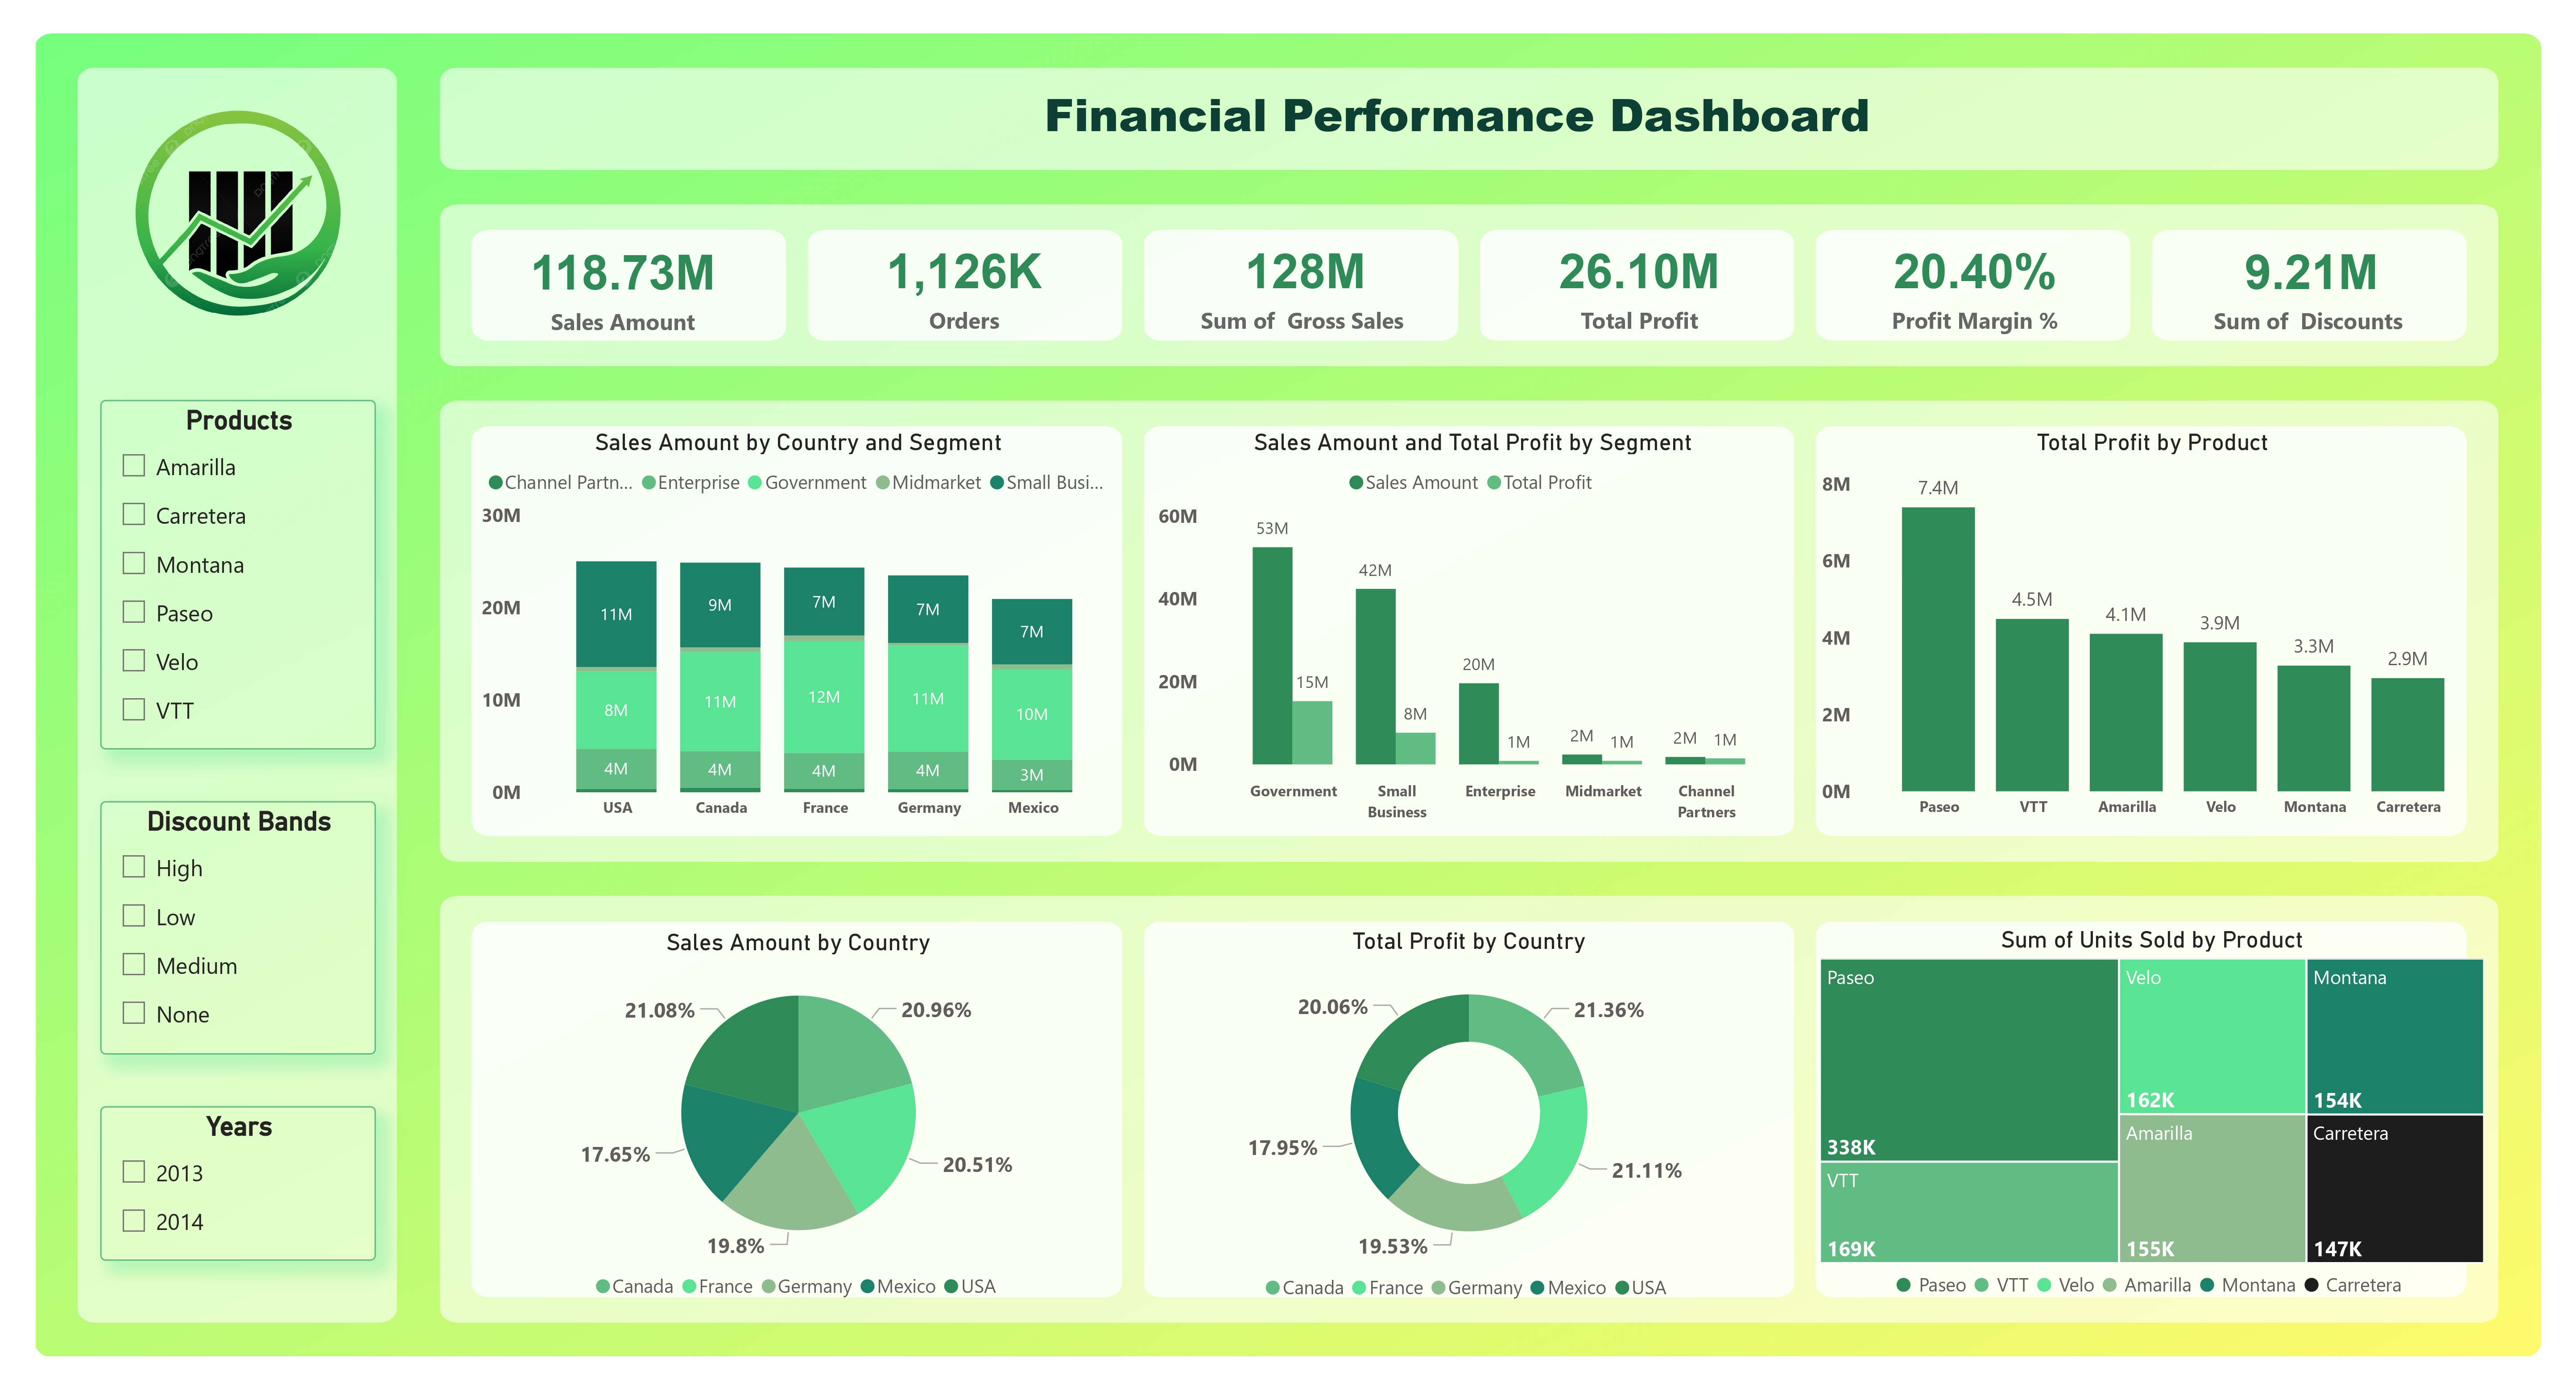 Financial Performance Dashboard
118.73M
Sales Amount
1,126K
Orders
128M
Sum of  Gross Sales
26.10M
Total Profit
20.40%
Profit Margin %
9.21M
Sum of  Discounts
Products
Amarilla
Carretera
Montana
Paseo
Velo
VTT
Discount Bands
High
Low
Medium
None
Years
2013
2014
Sales Amount by Country and Segment
Channel Partn... Enterprise Government Midmarket Small Busi...
30M
20M
10M
0M
11M
8M
4M
9M
11M
4M
7M
12M
4M
7M
11M
4M
7M
10M
3M
USA Canada France Germany Mexico
Sales Amount and Total Profit by Segment
Sales Amount Total Profit
60M
40M
20M
0M
53M
15M
42M
8M
20M
1M
2M
1M
2M
1M
Government
Small
Business
Enterprise
Midmarket
Channel
Partners
Total Profit by Product
8M
6M
4M
2M
0M
7.4M
4.5M
4.1M
3.9M
3.3M
2.9M
Paseo VTT Amarilla Velo Montana Carretera
Sales Amount by Country
21.08%
20.96%
17.65%
20.51%
19.8%
Canada France Germany Mexico USA
Total Profit by Country
20.06%
21.36%
17.95%
21.11%
19.53%
Canada France Germany Mexico USA
Sum of Units Sold by Product
Paseo
338K
VTT
169K
Velo
162K
Amarilla
155K
Montana
154K
Carretera
147K
Paseo VTT Velo Amarilla Montana Carretera